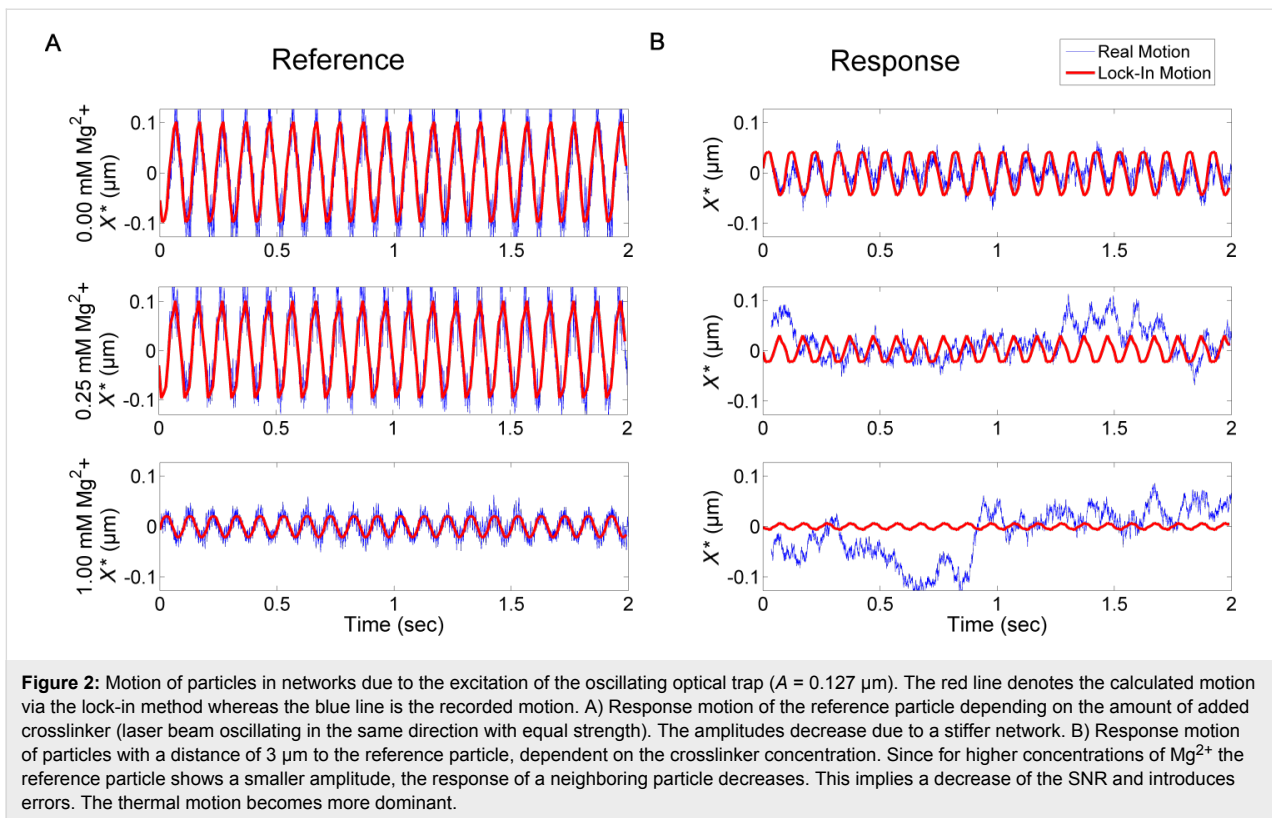 A
Reference
B
Response
Real Motion
Lock-In Motion
0.00 mM Mg2+
X* (µm)
0.1
0
-0.1
0 0.5 1 1.5 2
X* (µm)
0.1
0
-0.1
0 0.5 1 1.5 2
0.25 mM Mg2+
X* (µm)
0.1
0
-0.1
0 0.5 1 1.5 2
X* (µm)
0.1
0
-0.1
0 0.5 1 1.5 2
1.00 mM Mg2+
X* (µm)
0.1
0
-0.1
0 0.5 1 1.5 2
Time (sec)
X* (µm)
0.1
0
-0.1
0 0.5 1 1.5 2
Time (sec)
Figure 2: Motion of particles in networks due to the excitation of the oscillating optical trap (A = 0.127 µm). The red line denotes the calculated motion
via the lock-in method whereas the blue line is the recorded motion. A) Response motion of the reference particle depending on the amount of added
crosslinker (laser beam oscillating in the same direction with equal strength). The amplitudes decrease due to a stiffer network. B) Response motion
of particles with a distance of 3 µm to the reference particle, dependent on the crosslinker concentration. Since for higher concentrations of Mg2+ the
reference particle shows a smaller amplitude, the response of a neighboring particle decreases. This implies a decrease of the SNR and introduces
errors. The thermal motion becomes more dominant.